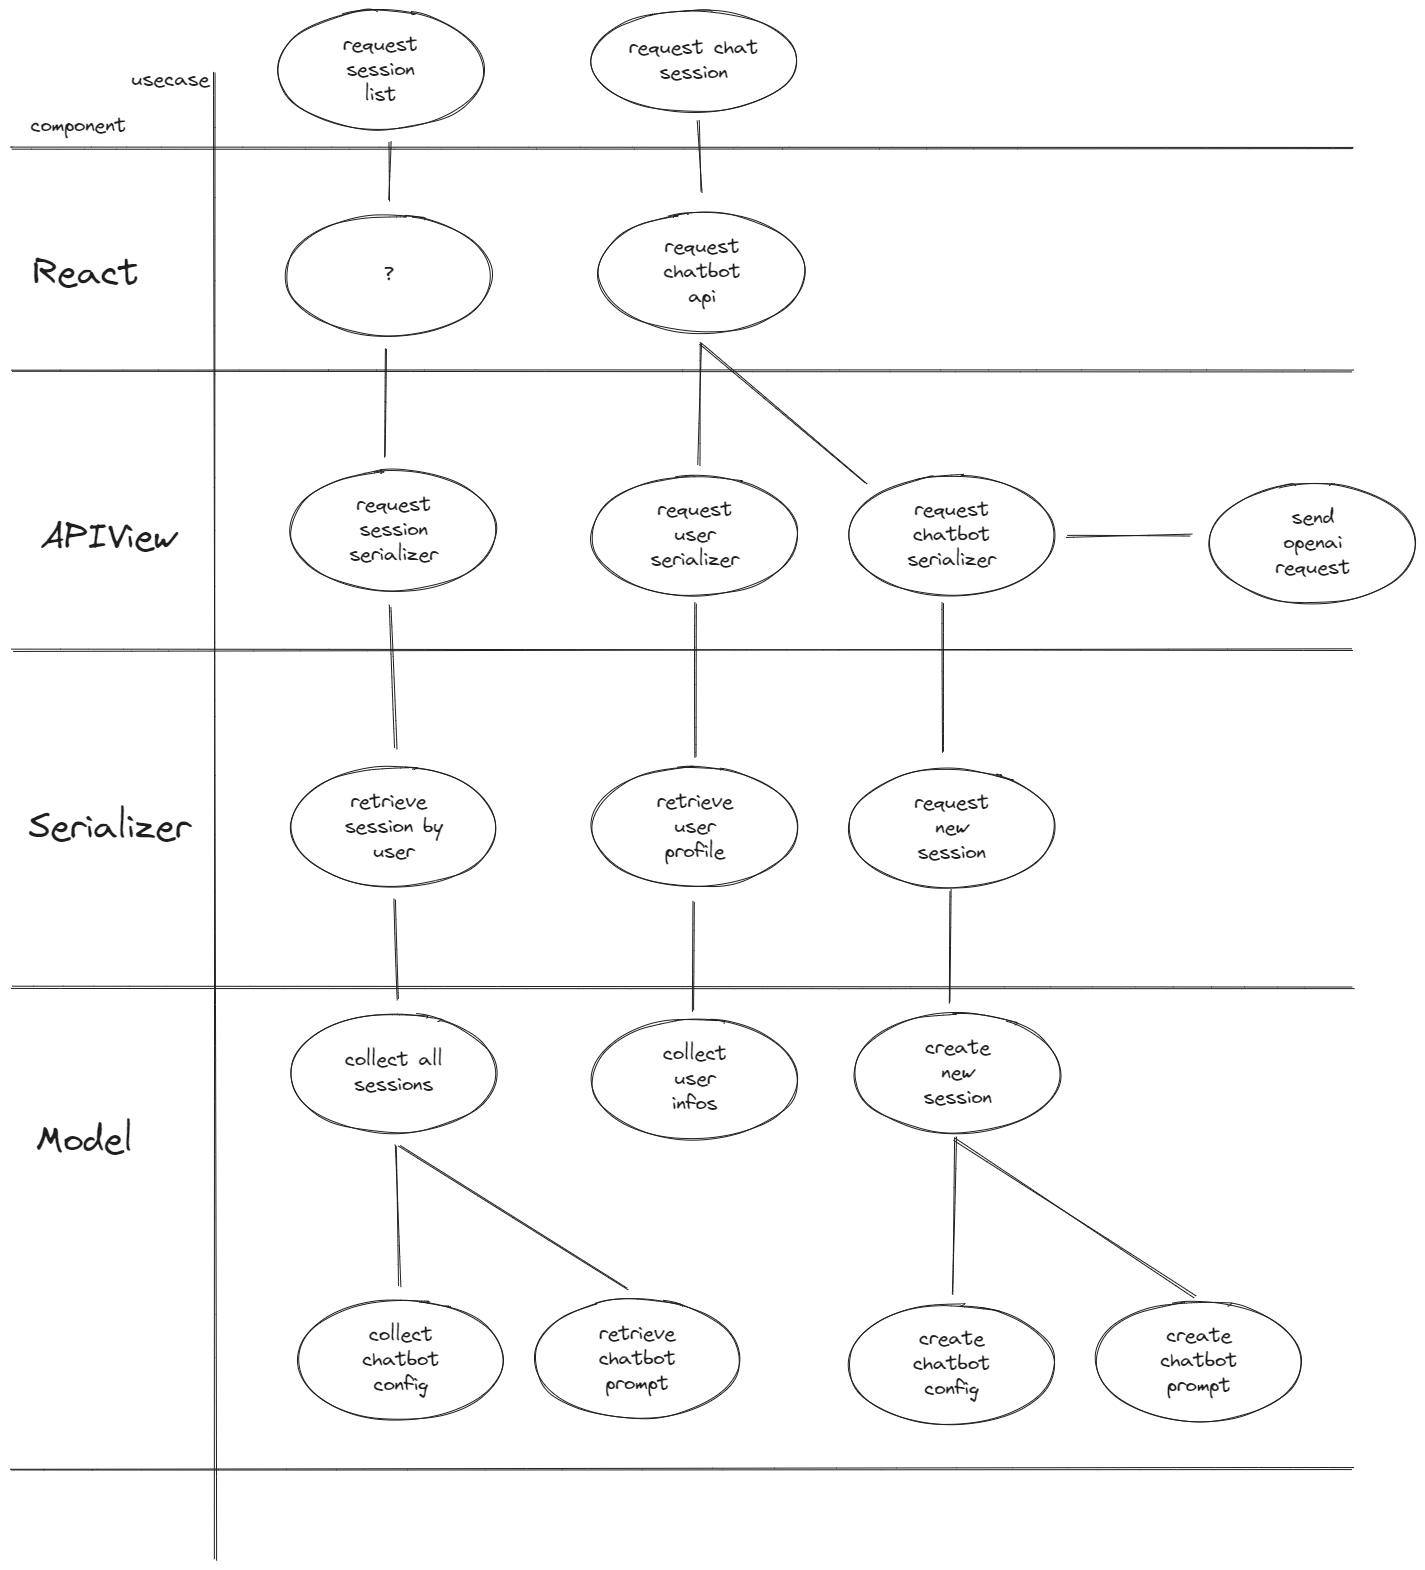 request
session
list
request chat
session
usecase
component
React
?
request
chatbot
api
APIView
request
session
serializer
request
user
serializer
request
chatbot
serializer
send
openai
request
Serializer
retrieve
session by
user
retrieve
user
profile
request
new
session
Model
collect all
sessions
collect
user
infos
create
new
session
collect
chatbot
config
retrieve
chatbot
prompt
create
chatbot
config
create
chatbot
prompt